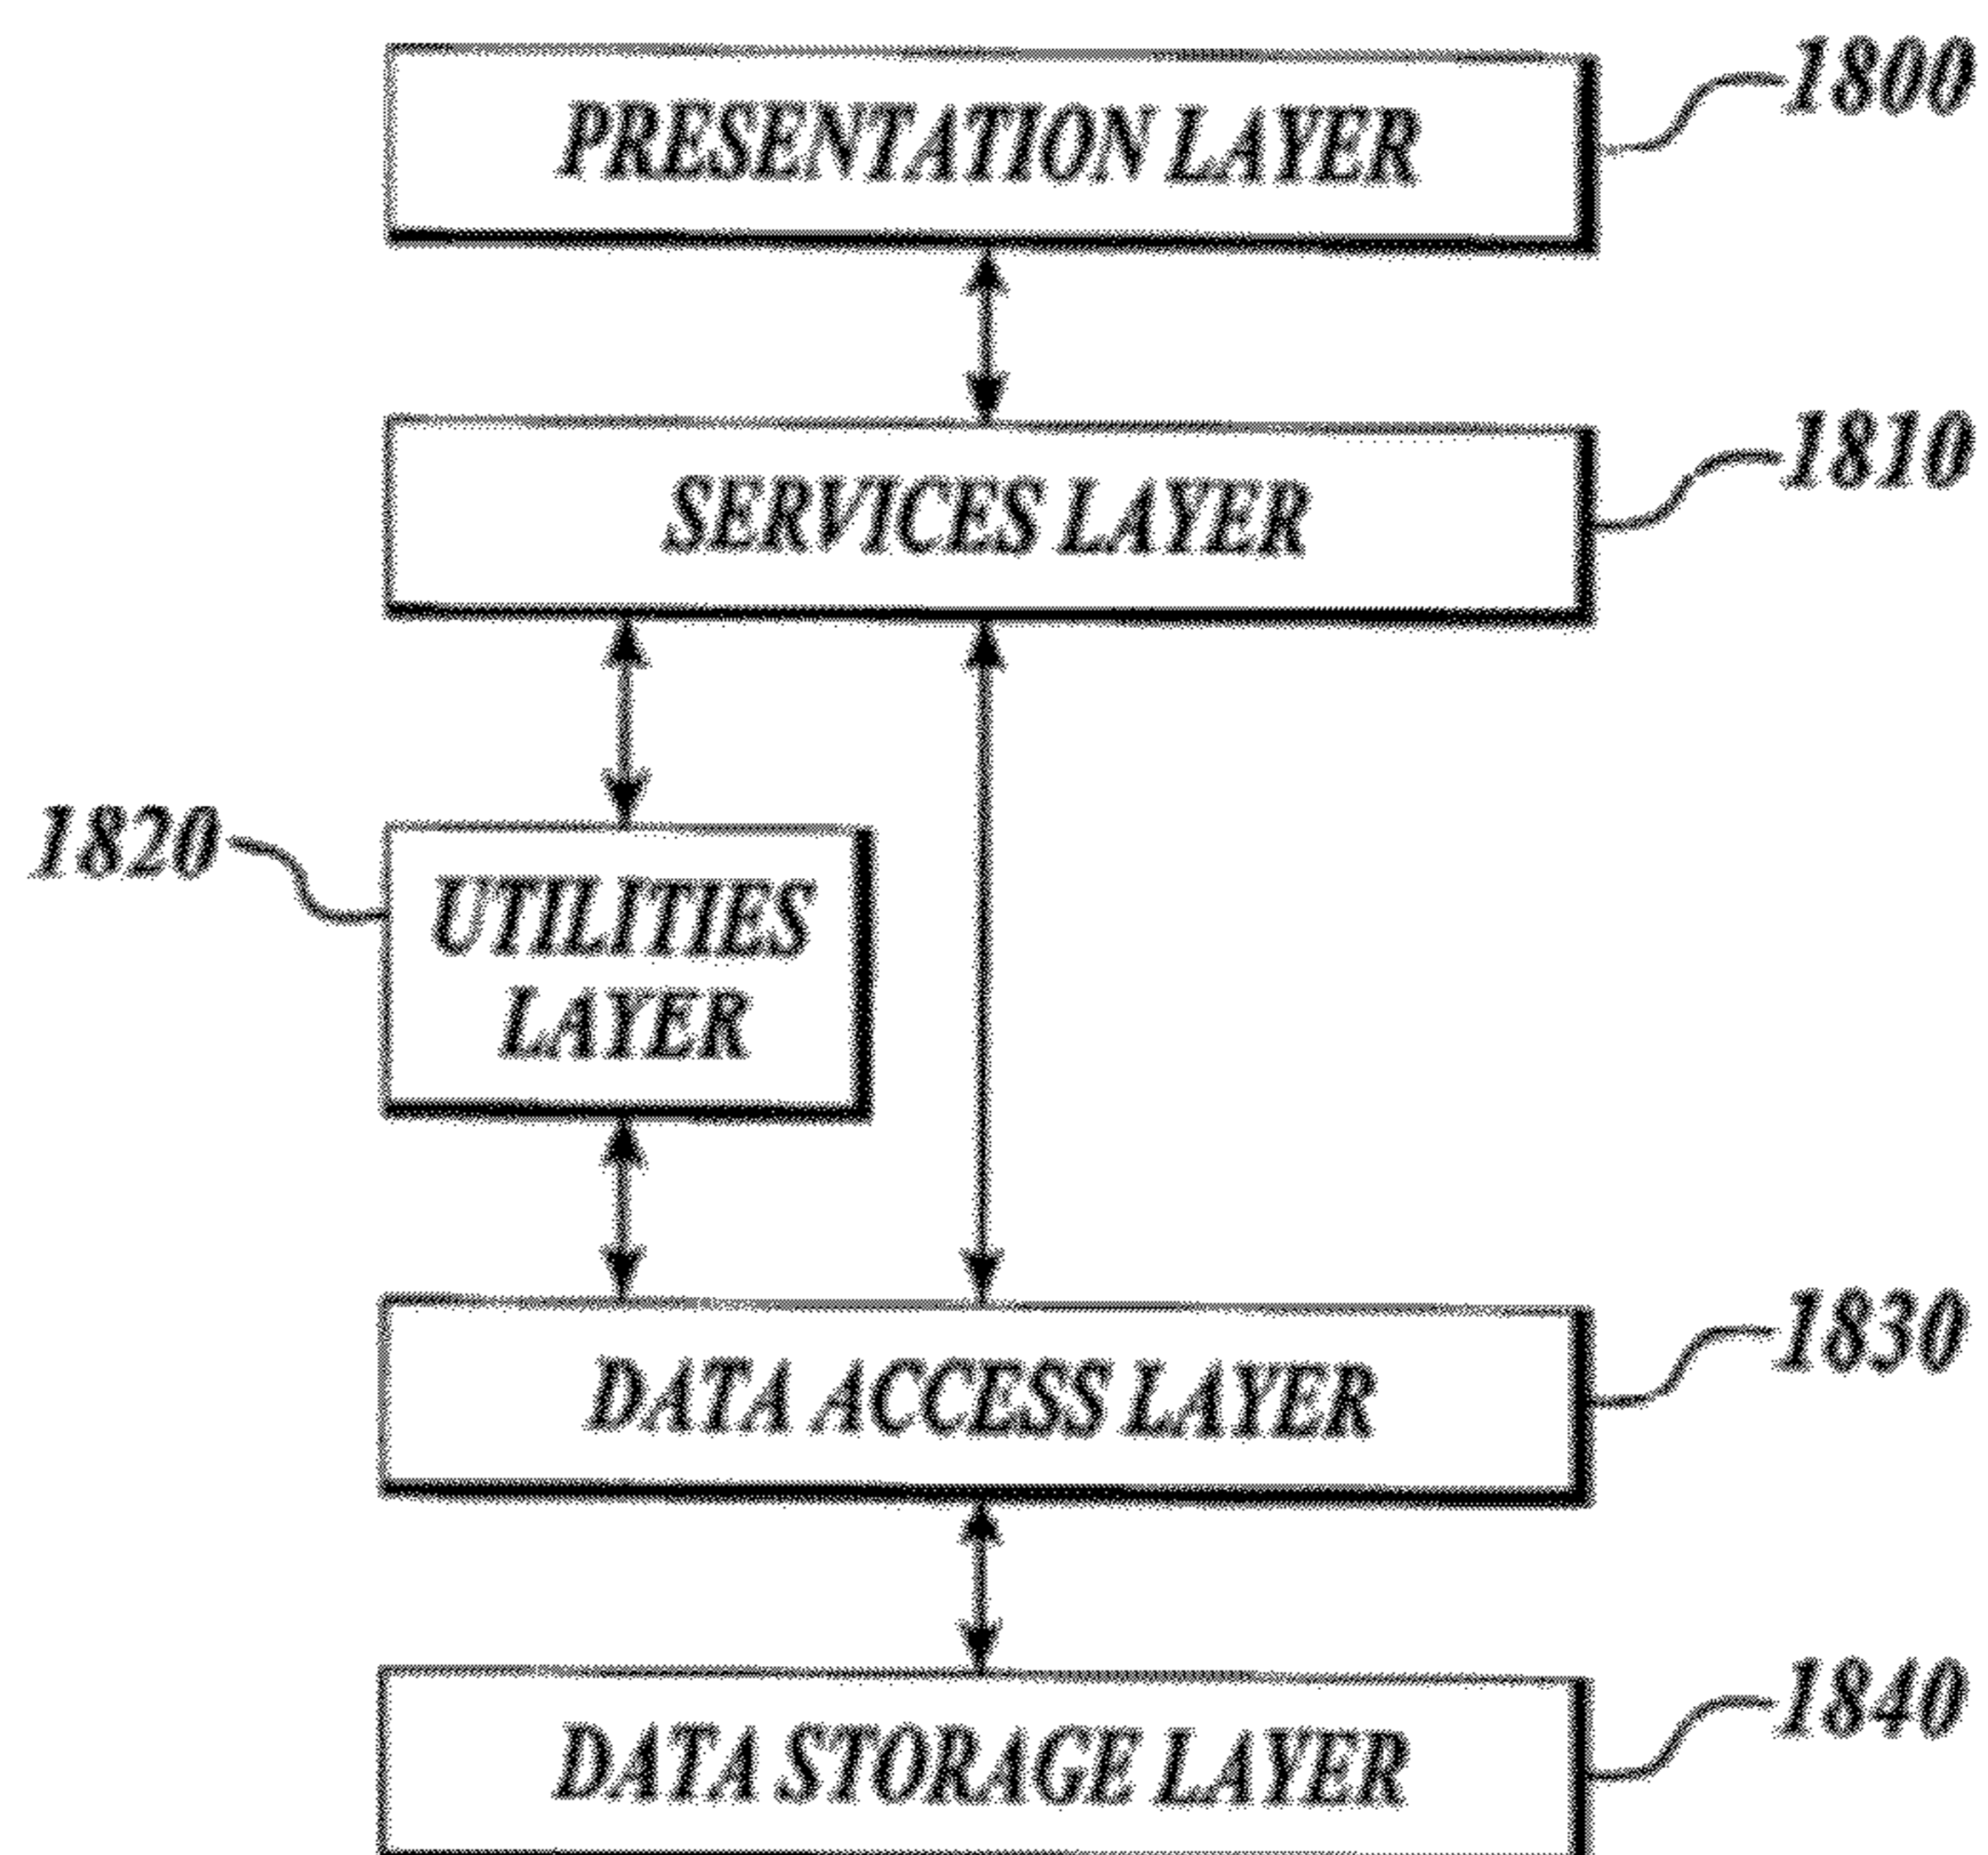 PRESENTATION LAYER
1800
SERVICES LAYER
1810
1820
UTILITIES
LAYER
DATA ACCESS LAYER
1830
DATA STORAGE LAYER
1840